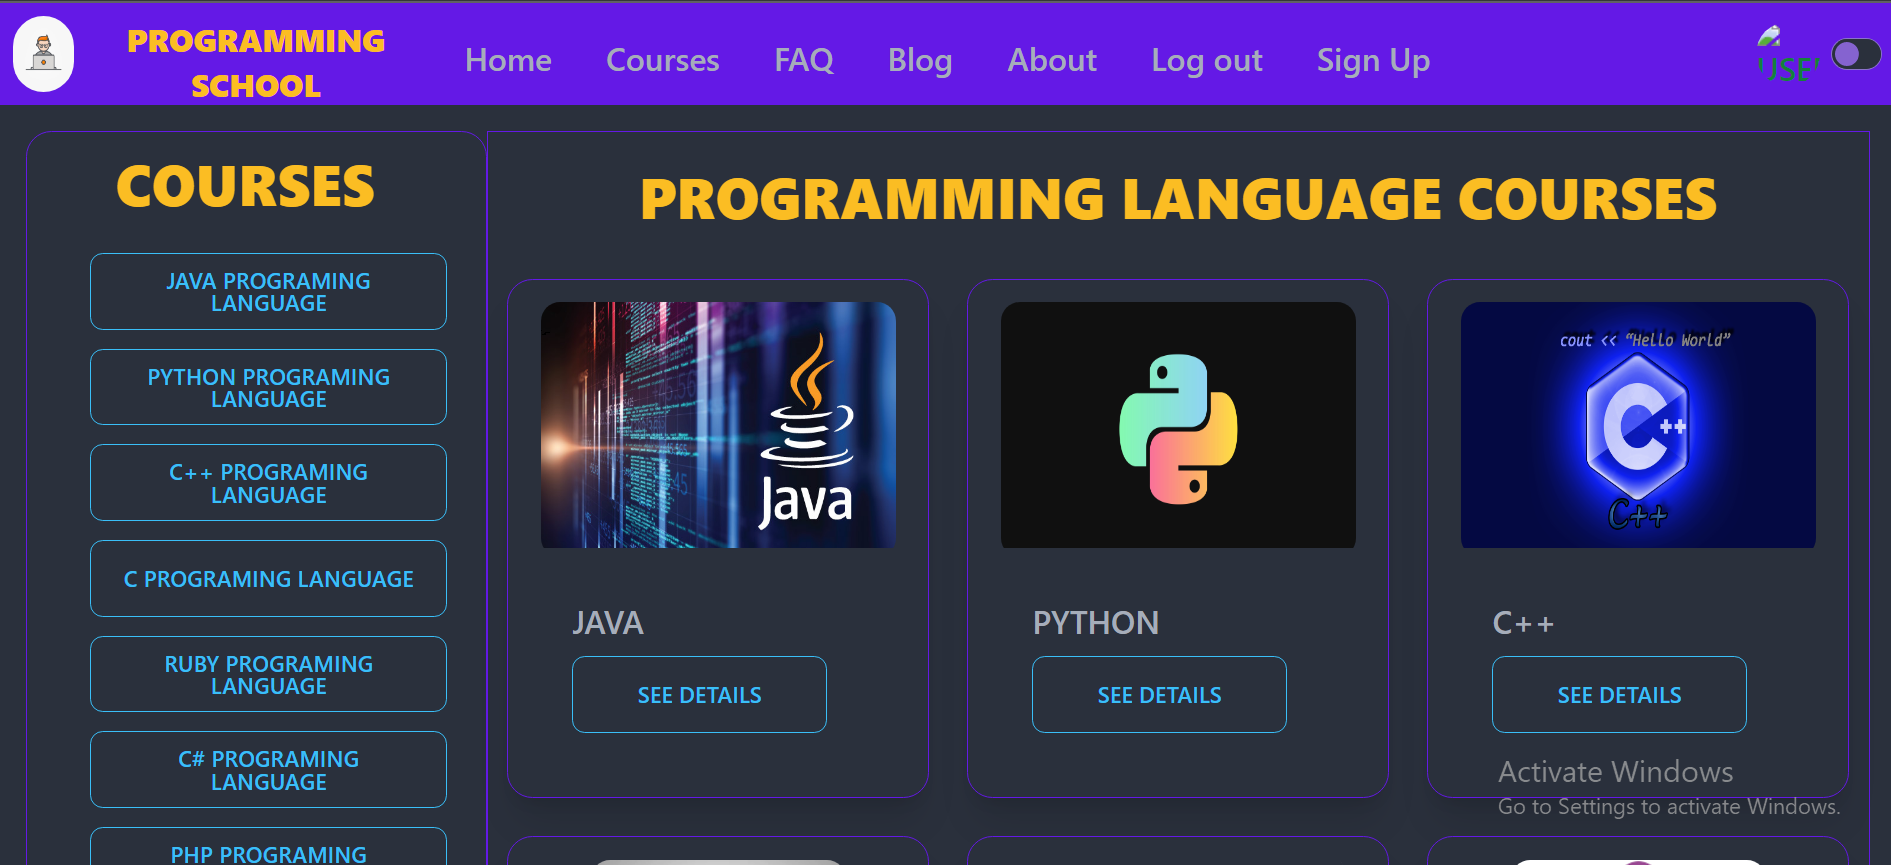 PROGRAMMING
SCHOOL
Home Courses FAQ Blog About Log out Sign Up
COURSES
JAVA PROGRAMING
LANGUAGE
PYTHON PROGRAMING
LANGUAGE
C++ PROGRAMING
LANGUAGE
C PROGRAMING LANGUAGE
RUBY PROGRAMING
LANGUAGE
C# PROGRAMING
LANGUAGE
PHP PROGRAMING
PROGRAMMING LANGUAGE COURSES
Java
cout << “Hello World”
C++
C++
JAVA
SEE DETAILS
PYTHON
SEE DETAILS
C++
SEE DETAILS
Activate Windows
Go to Settings to activate Windows.